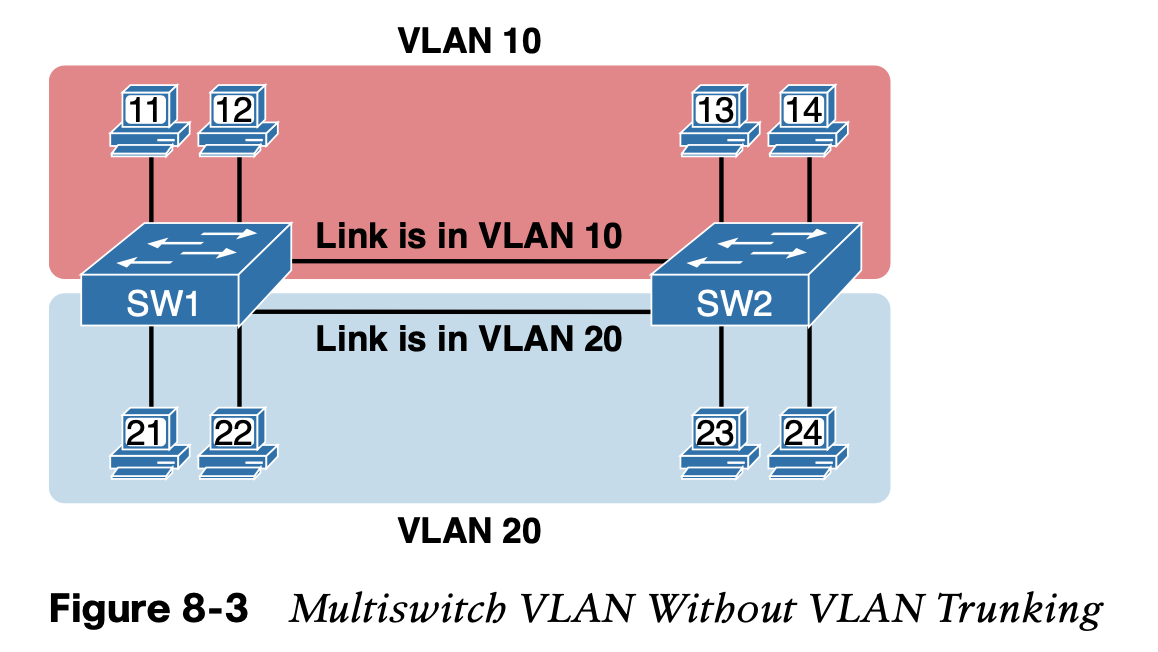 VLAN 10
11 12 13 14
Link is in VLAN 10
SW1 SW2
Link is in VLAN 20
21 22 23 24
VLAN 20
Figure 8-3 Multiswitch VLAN Without VLAN Trunking